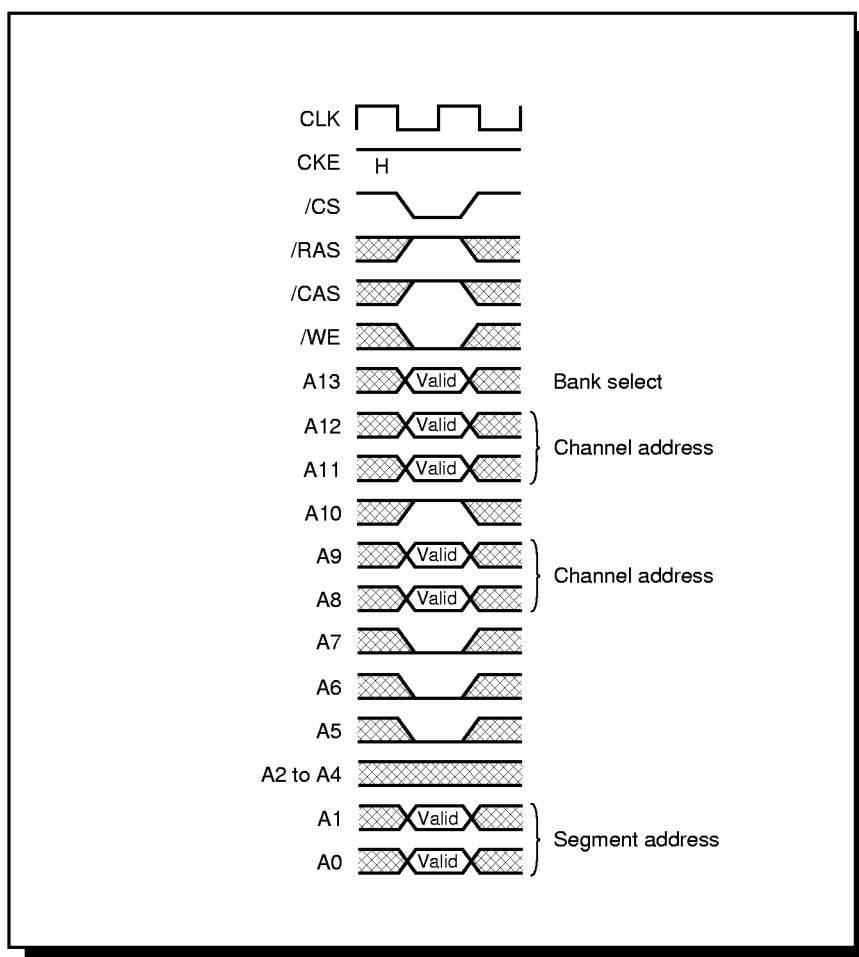 CLK
CKE H
/CS
/RAS
/CAS
/WE
A13 Valid Bank select
A12 Valid
Channel address
A11 Valid
A10
A9 Valid
Channel address
A8 Valid
A7
A6
A5
A2 to A4
A1 Valid
Segment address
A0 Valid